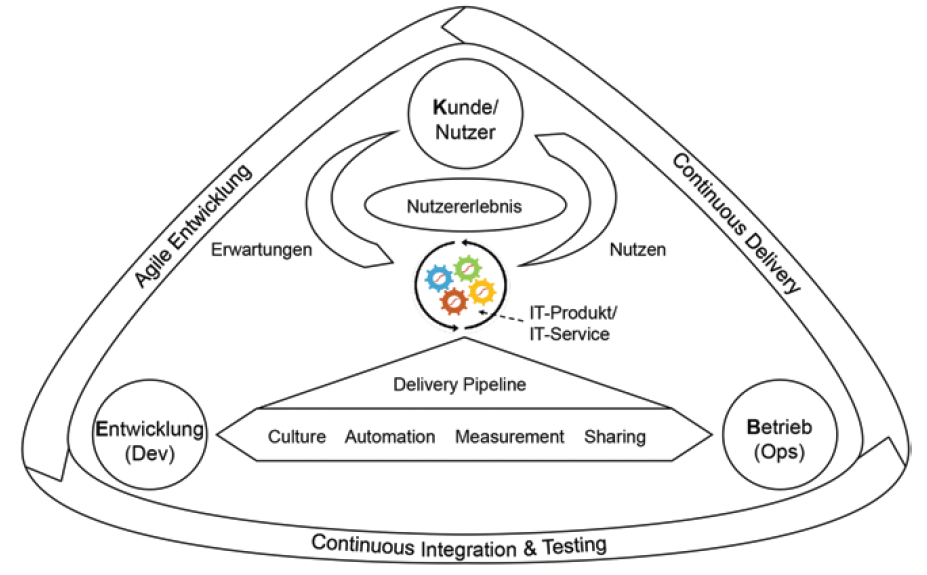 Kunde/
Nutzer
Agile Entwicklung
Continuous Delivery
Nutzererlebnis
Erwartungen
Nutzen
IT-Produkt/
IT-Service
Delivery Pipeline
Entwicklung
(Dev)
Culture Automation Measurement Sharing
Betrieb
(Ops)
Continuous Integration & Testing